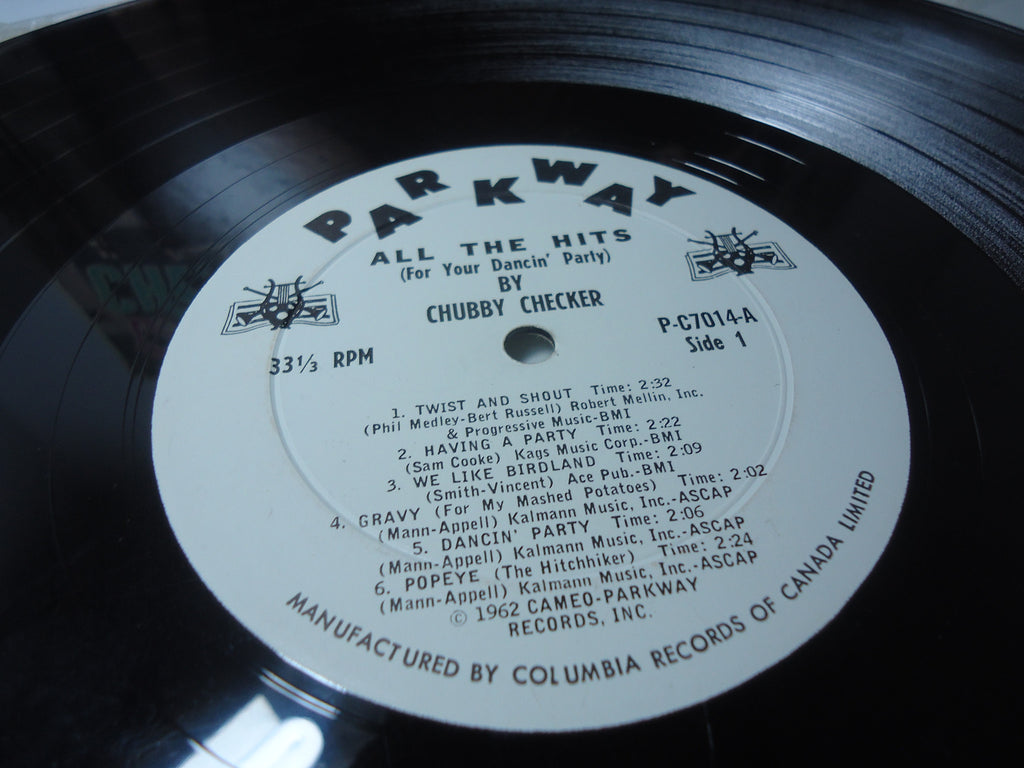 PARKWAY
ALL THE HITS
(For Your Dancin' Party)
BY
CHUBBY CHECKER
33⅓ RPM
P-C7014-A
Side 1
1. TWIST AND SHOUT Time: 2:32
(Phil Medley-Bert Russell) Robert Mellin, Inc.
& Progressive Music-BMI
2. HAVING A PARTY Time: 2:22
(Sam Cooke) Kags Music Corp.-BMI
3. WE LIKE BIRDLAND Time: 2:09
(Smith-Vincent) Ace Pub.-BMI
4. GRAVY (For My Mashed Potatoes) Time: 2:02
(Mann-Appell) Kalmann Music, Inc.-ASCAP
5. DANCIN' PARTY Time: 2:06
(Mann-Appell) Kalmann Music, Inc.-ASCAP
6. POPEYE (The Hitchhiker) Time: 2:24
(Mann-Appell) Kalmann Music, Inc.-ASCAP
© 1962 CAMEO-PARKWAY
RECORDS, INC.
MANUFACTURED BY COLUMBIA RECORDS OF CANADA LIMITED